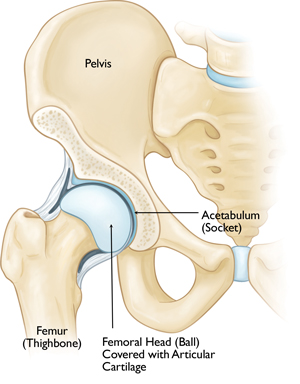 Pelvis
Acetabulum
(Socket)
Femur
(Thighbone)
Femoral Head (Ball)
Covered with Articular
Cartilage